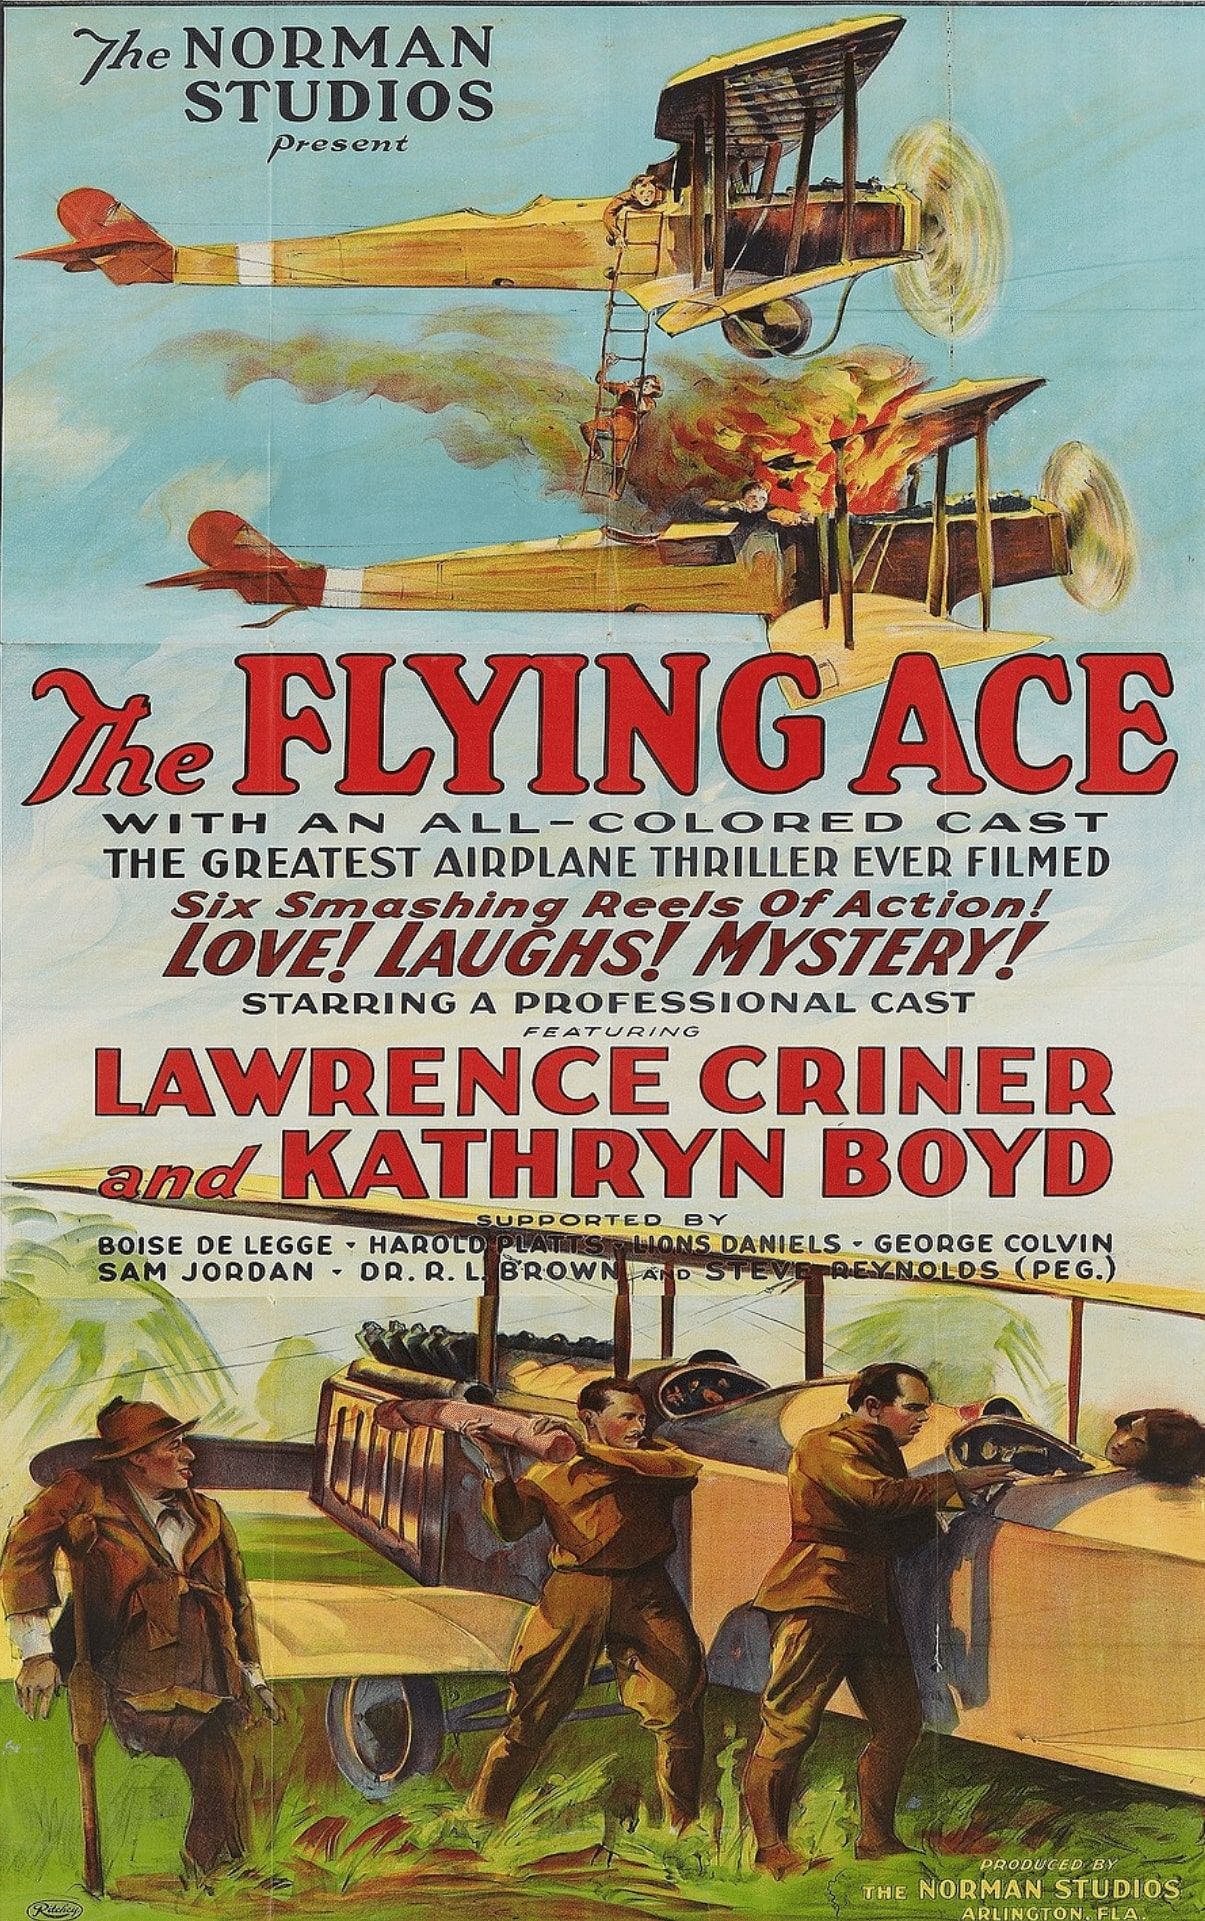 The NORMAN
STUDIOS
Present
The FLYING ACE
WITH AN ALL-COLORED CAST
THE GREATEST AIRPLANE THRILLER EVER FILMED
Six Smashing Reels Of Action!
LOVE! LAUGHS! MYSTERY!
STARRING A PROFESSIONAL CAST
FEATURING
LAWRENCE CRINER
and KATHRYN BOYD
SUPPORTED BY
BOISE DE LEGGE - HAROLD PLATTS - LIONS DANIELS - GEORGE COLVIN
SAM JORDAN - DR. R. L. BROWN AND STEVE REYNOLDS (PEG.)
PRODUCED BY
THE NORMAN STUDIOS
ARLINGTON, FLA.
Ritchey